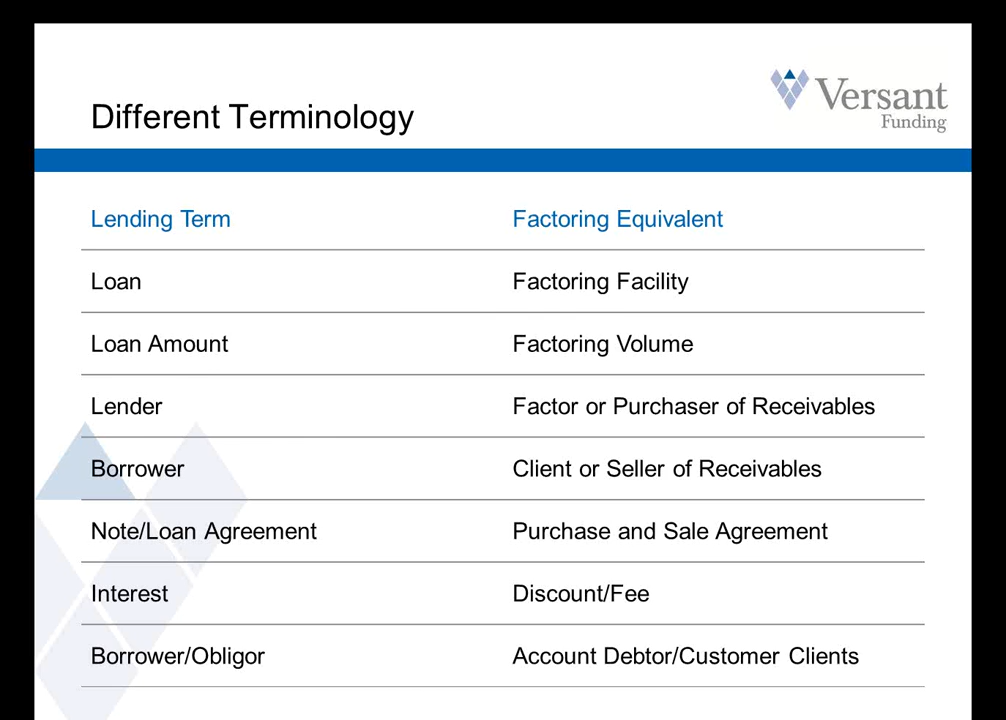 Different Terminology
Versant
Funding
Lending Term Factoring Equivalent
Loan Factoring Facility
Loan Amount Factoring Volume
Lender Factor or Purchaser of Receivables
Borrower Client or Seller of Receivables
Note/Loan Agreement Purchase and Sale Agreement
Interest Discount/Fee
Borrower/Obligor Account Debtor/Customer Clients